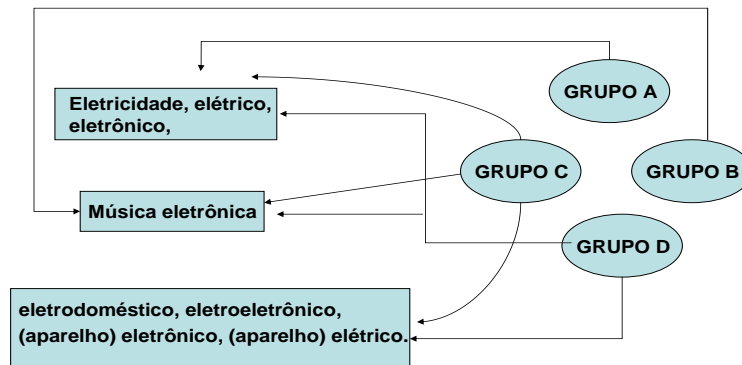 GRUPO A
Eletricidade, elétrico,
eletrônico,
GRUPO C
GRUPO B
Música eletrônica
GRUPO D
eletrodoméstico, eletroeletrônico,
(aparelho) eletrônico, (aparelho) elétrico.